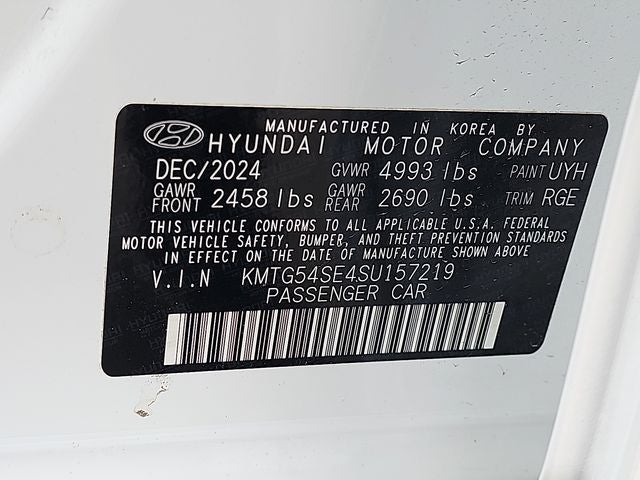 MANUFACTURED IN KOREA BY
HYUNDAI MOTOR COMPANY
DEC/2024 GVWR 4993 lbs PAINT UYH
GAWR FRONT 2458 lbs GAWR REAR 2690 lbs TRIM RGE
THIS VEHICLE CONFORMS TO ALL APPLICABLE U.S.A. FEDERAL
MOTOR VEHICLE SAFETY, BUMPER, AND THEFT PREVENTION STANDARDS
IN EFFECT ON THE DATE OF MANUFACTURE SHOWN ABOVE
V.I.N KMTG54SE4SU157219
PASSENGER CAR